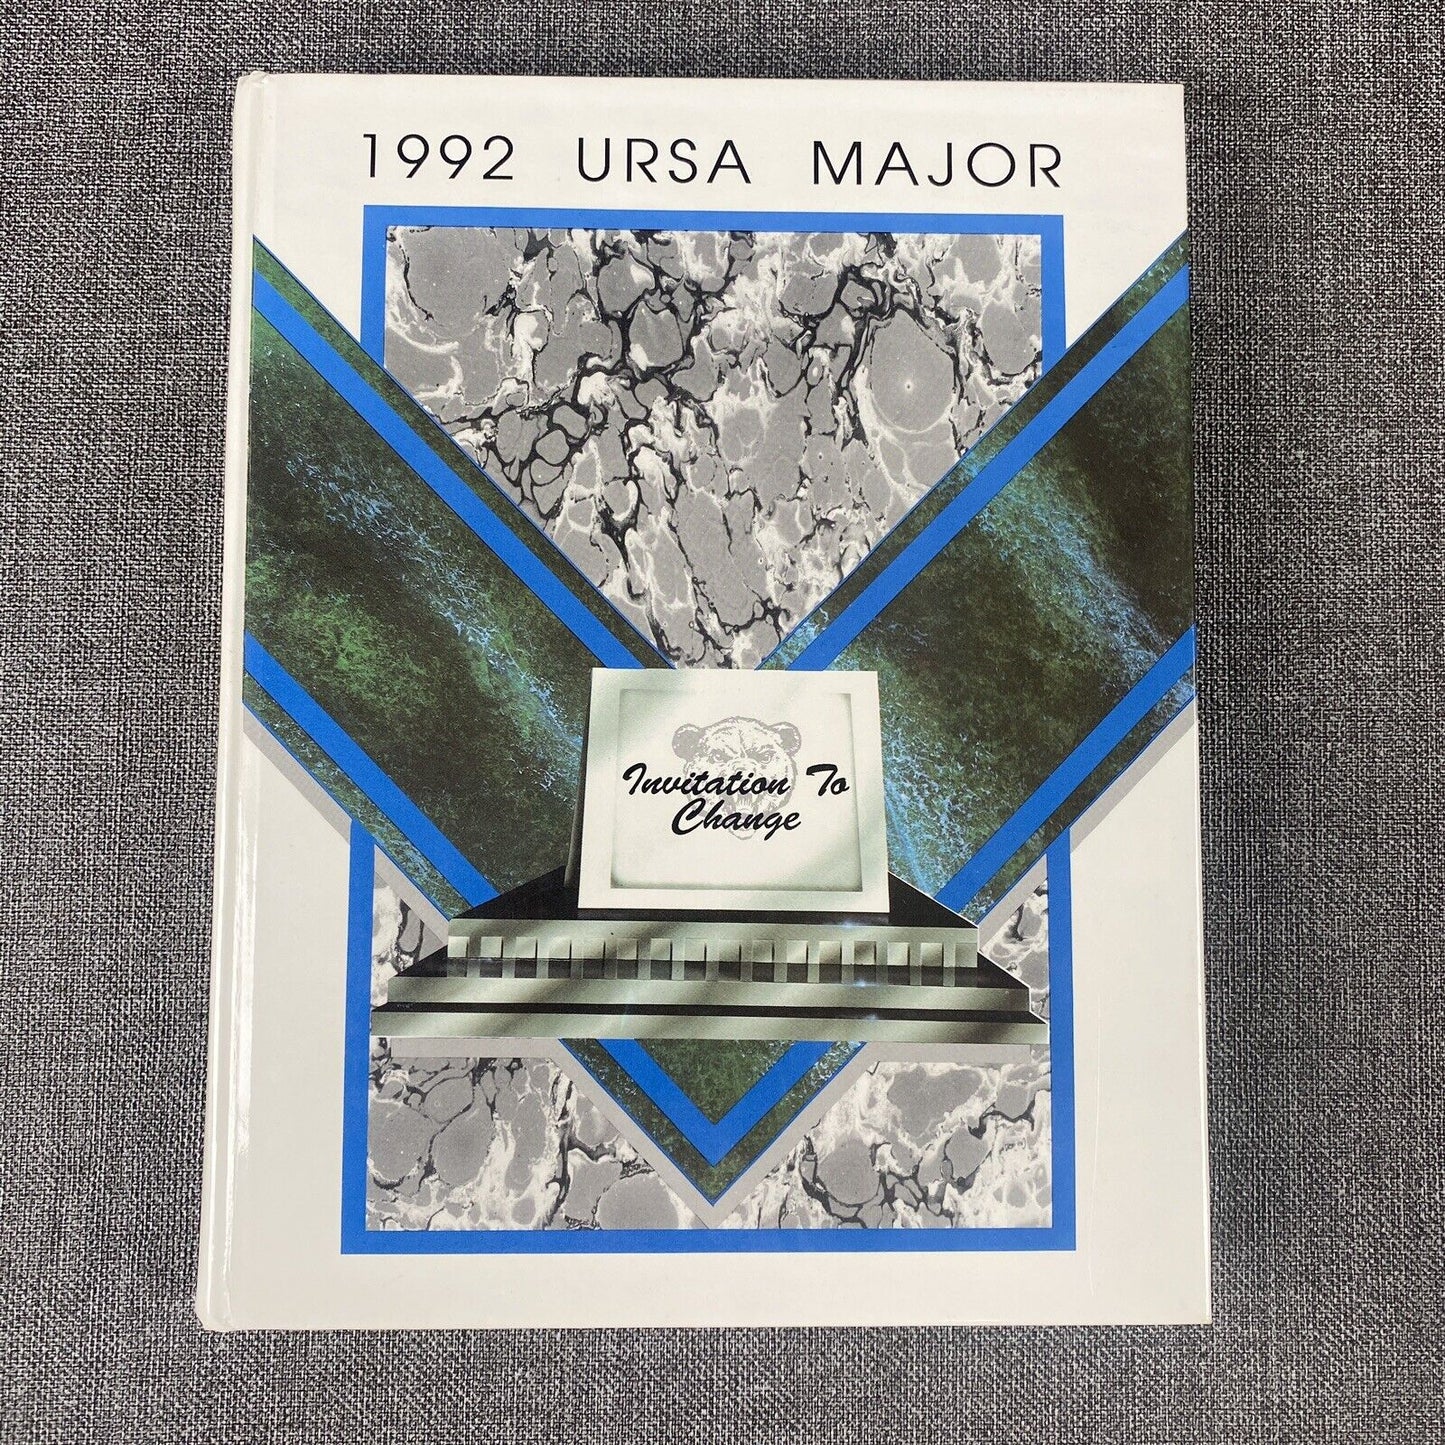 1992 URSA MAJOR
Invitation To
Change